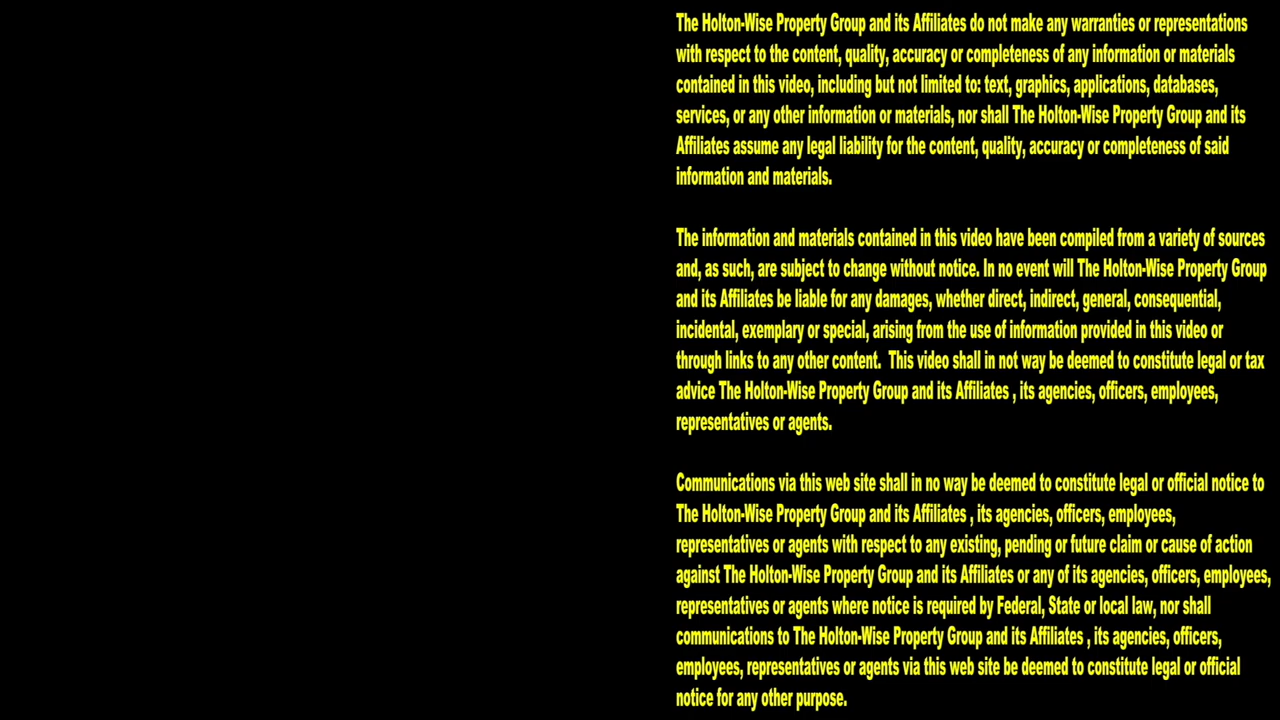 The Holton-Wise Property Group and its Affiliates do not make any warranties or representations
with respect to the content, quality, accuracy or completeness of any information or materials
contained in this video, including but not limited to: text, graphics, applications, databases,
services, or any other information or materials, nor shall The Holton-Wise Property Group and its
Affiliates assume any legal liability for the content, quality, accuracy or completeness of said
information and materials.
The information and materials contained in this video have been compiled from a variety of sources
and, as such, are subject to change without notice. In no event will The Holton-Wise Property Group
and its Affiliates be liable for any damages, whether direct, indirect, general, consequential,
incidental, exemplary or special, arising from the use of information provided in this video or
through links to any other content.  This video shall in not way be deemed to constitute legal or tax
advice The Holton-Wise Property Group and its Affiliates , its agencies, officers, employees,
representatives or agents.
Communications via this web site shall in no way be deemed to constitute legal or official notice to
The Holton-Wise Property Group and its Affiliates , its agencies, officers, employees,
representatives or agents with respect to any existing, pending or future claim or cause of action
against The Holton-Wise Property Group and its Affiliates or any of its agencies, officers, employees,
representatives or agents where notice is required by Federal, State or local law, nor shall
communications to The Holton-Wise Property Group and its Affiliates , its agencies, officers,
employees, representatives or agents via this web site be deemed to constitute legal or official
notice for any other purpose.